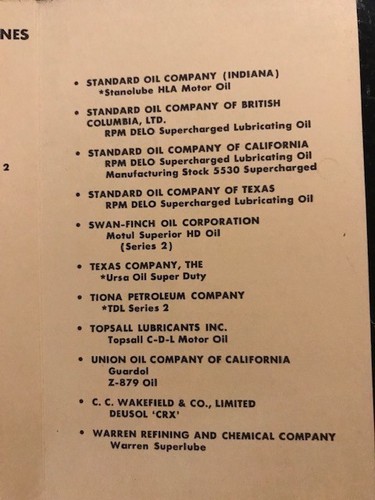 NES
2
• STANDARD OIL COMPANY (INDIANA)
*Stanolube HLA Motor Oil
• STANDARD OIL COMPANY OF BRITISH
COLUMBIA, LTD.
RPM DELO Supercharged Lubricating Oil
• STANDARD OIL COMPANY OF CALIFORNIA
RPM DELO Supercharged Lubricating Oil
Manufacturing Stock 5530 Supercharged
• STANDARD OIL COMPANY OF TEXAS
RPM DELO Supercharged Lubricating Oil
• SWAN-FINCH OIL CORPORATION
Motul Superior HD Oil
(Series 2)
• TEXAS COMPANY, THE
*Ursa Oil Super Duty
• TIONA PETROLEUM COMPANY
*TDL Series 2
• TOPSALL LUBRICANTS INC.
Topsall C-D-L Motor Oil
• UNION OIL COMPANY OF CALIFORNIA
Guardol
Z-879 Oil
• C. C. WAKEFIELD & CO., LIMITED
DEUSOL 'CRX'
• WARREN REFINING AND CHEMICAL COMPANY
Warren Superlube